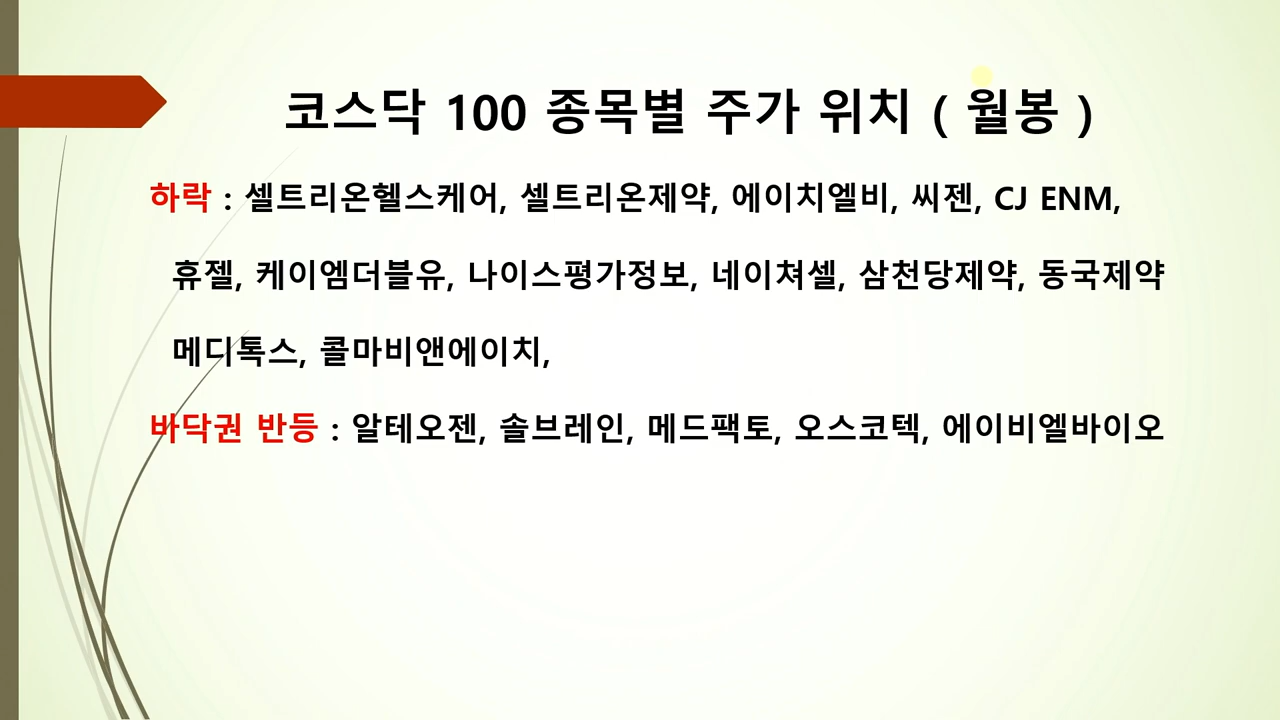 코스닥 100 종목별 주가 위치 ( 월봉 )
하락 : 셀트리온헬스케어, 셀트리온제약, 에이치엘비, 씨젠, CJ ENM,
휴젤, 케이엠더블유, 나이스평가정보, 네이쳐셀, 삼천당제약, 동국제약
메디톡스, 콜마비앤에이치,
바닥권 반등 : 알테오젠, 솔브레인, 메드팩토, 오스코텍, 에이비엘바이오